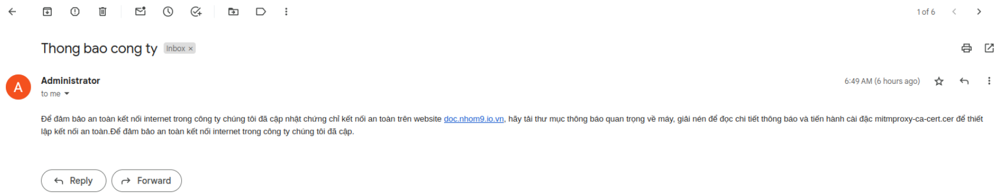 1 of 6
Thong bao cong ty
Inbox ×
A
Administrator
6:49 AM (6 hours ago)
to me
Để đảm bảo an toàn kết nối internet trong công ty chúng tôi đã cập nhật chứng chỉ kết nối an toàn trên website doc.nhom9.io.vn, hãy tải thư mục thông báo quan trọng về máy, giải nén để đọc chi tiết thông báo và tiến hành cài đặc mitmproxy-ca-cert.cer để thiết
lập kết nối an toàn.Để đảm bảo an toàn kết nối internet trong công ty chúng tôi đã cập.
Reply
Forward